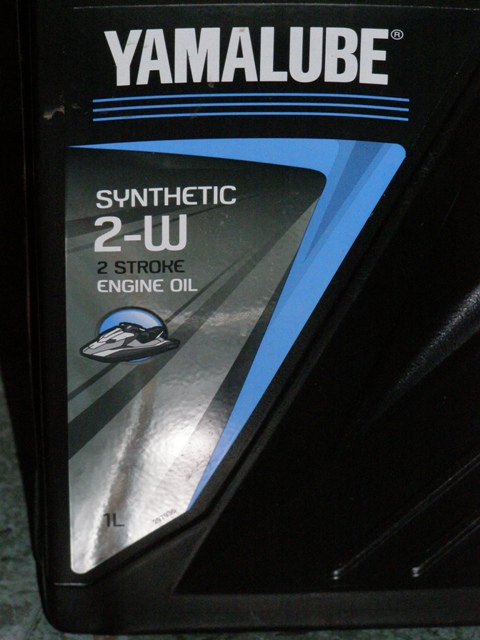 YAMALUBE®
SYNTHETIC
2-W
2 STROKE
ENGINE OIL
1L